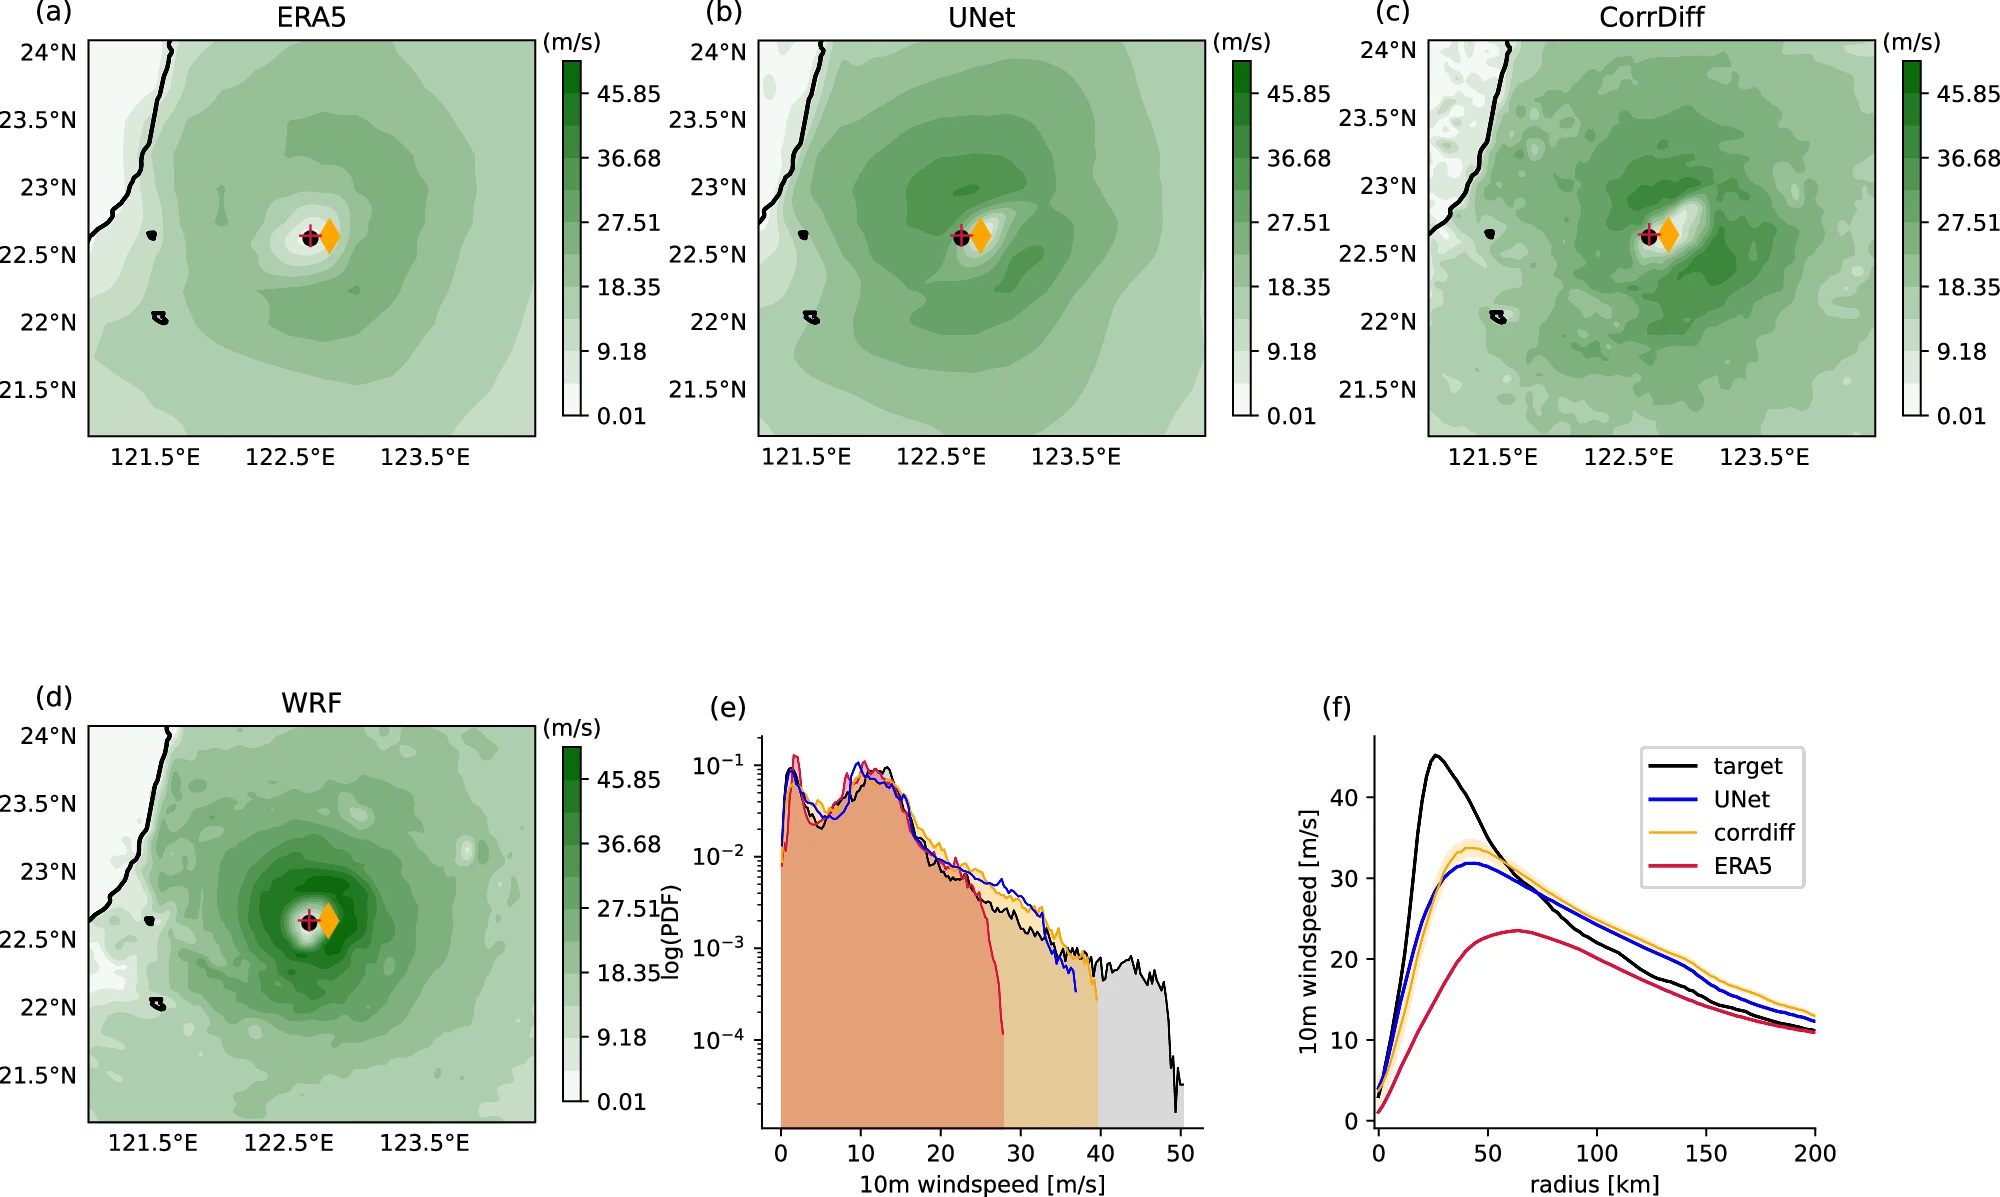 (a)
ERA5
(m/s)
24°N
23.5°N
23°N
22.5°N
22°N
21.5°N
121.5°E 122.5°E 123.5°E
45.85
36.68
27.51
18.35
9.18
0.01
(b)
UNet
(m/s)
24°N
23.5°N
23°N
22.5°N
22°N
21.5°N
121.5°E 122.5°E 123.5°E
45.85
36.68
27.51
18.35
9.18
0.01
(c)
CorrDiff
(m/s)
24°N
23.5°N
23°N
22.5°N
22°N
21.5°N
121.5°E 122.5°E 123.5°E
45.85
36.68
27.51
18.35
9.18
0.01
(d)
WRF
(m/s)
24°N
23.5°N
23°N
22.5°N
22°N
21.5°N
121.5°E 122.5°E 123.5°E
45.85
36.68
27.51
18.35
9.18
0.01
(e)
log(PDF)
10⁻¹
10⁻²
10⁻³
10⁻⁴
0 10 20 30 40 50
10m windspeed [m/s]
(f)
10m windspeed [m/s]
40
30
20
10
0
0 50 100 150 200
radius [km]
target
UNet
corrdiff
ERA5